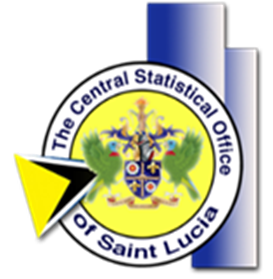 The Central Statistical Office
of Saint Lucia